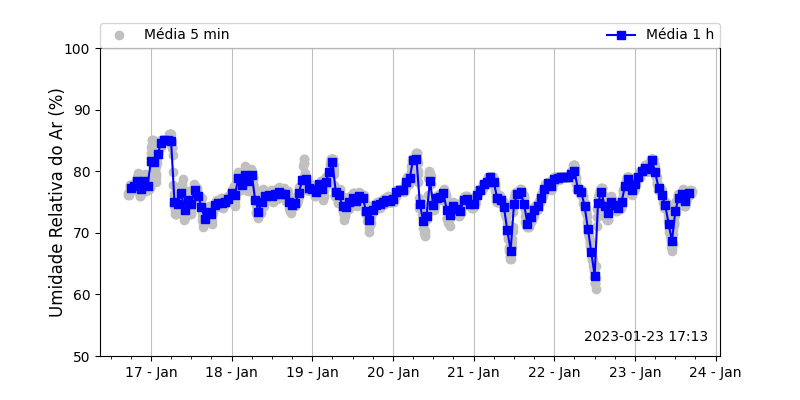 Média 5 min
Média 1 h
Umidade Relativa do Ar (%)
100
90
80
70
60
50
2023-01-23 17:13
17 - Jan
18 - Jan
19 - Jan
20 - Jan
21 - Jan
22 - Jan
23 - Jan
24 - Jan